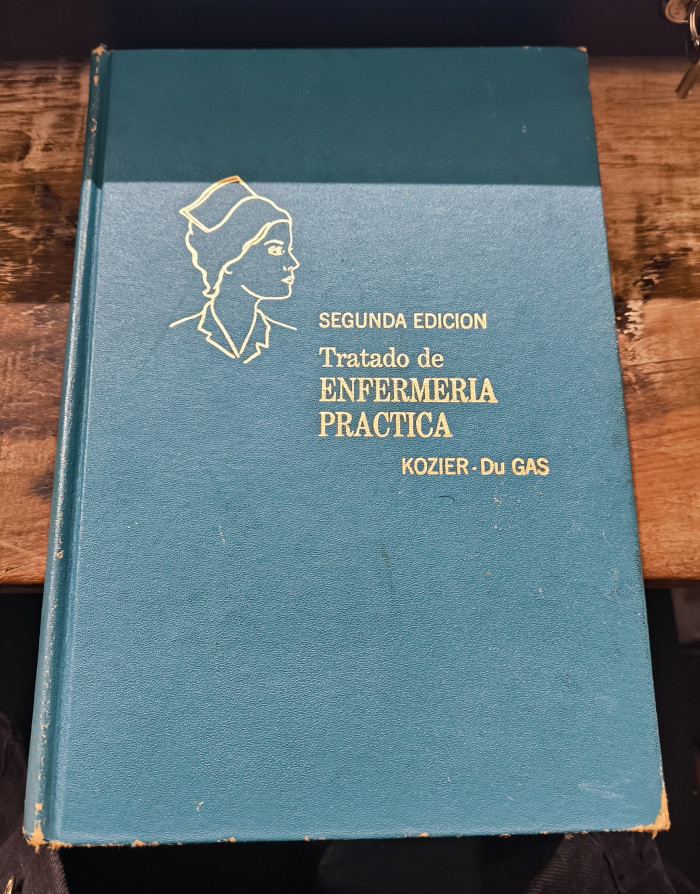 SEGUNDA EDICION
Tratado de
ENFERMERIA
PRACTICA
KOZIER - Du GAS